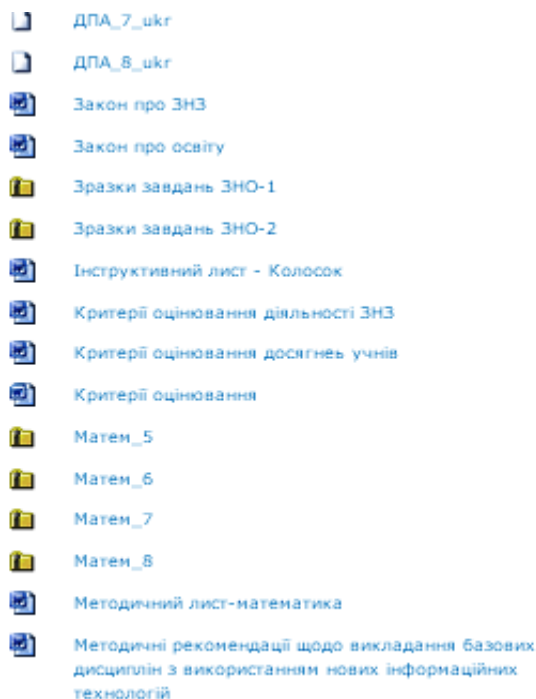 ДПА_7_ukr
ДПА_8_ukr
Закон про ЗНЗ
Закон про освіту
Зразки завдань ЗНО-1
Зразки завдань ЗНО-2
Інструктивний лист - Колосок
Критерії оцінювання діяльності ЗНЗ
Критерії оцінювання досягнеь учнів
Критерії оцінювання
Матем_5
Матем_6
Матем_7
Матем_8
Методичний лист-математика
Методичні рекомендації щодо викладання базових
дисциплін з використанням нових інформаційних
технологій